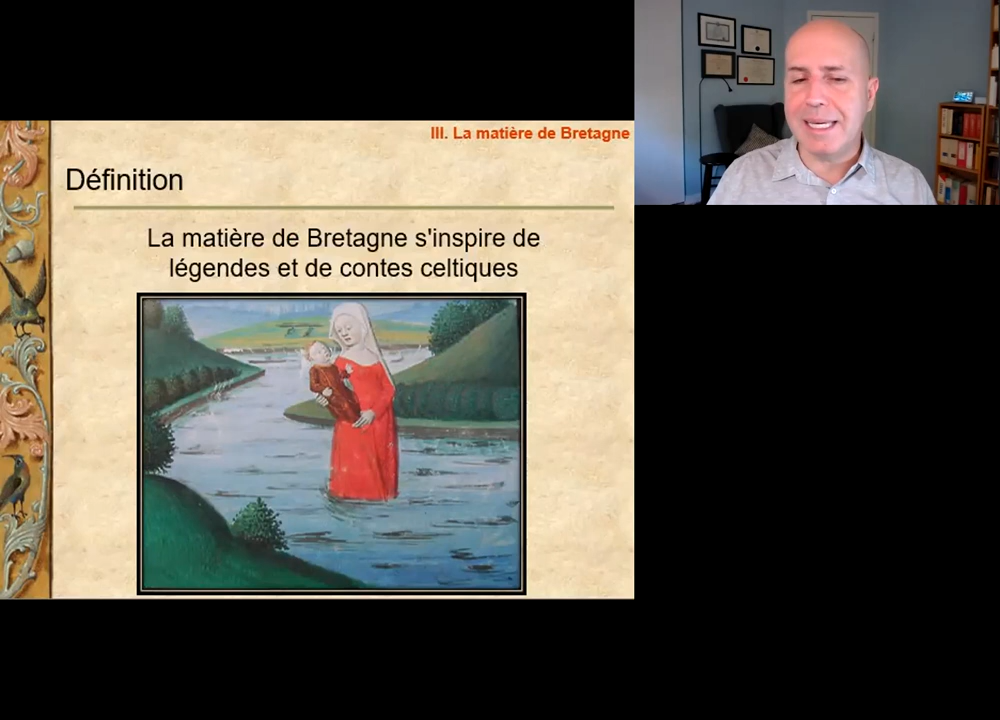 III. La matière de Bretagne
Définition
La matière de Bretagne s'inspire de
légendes et de contes celtiques